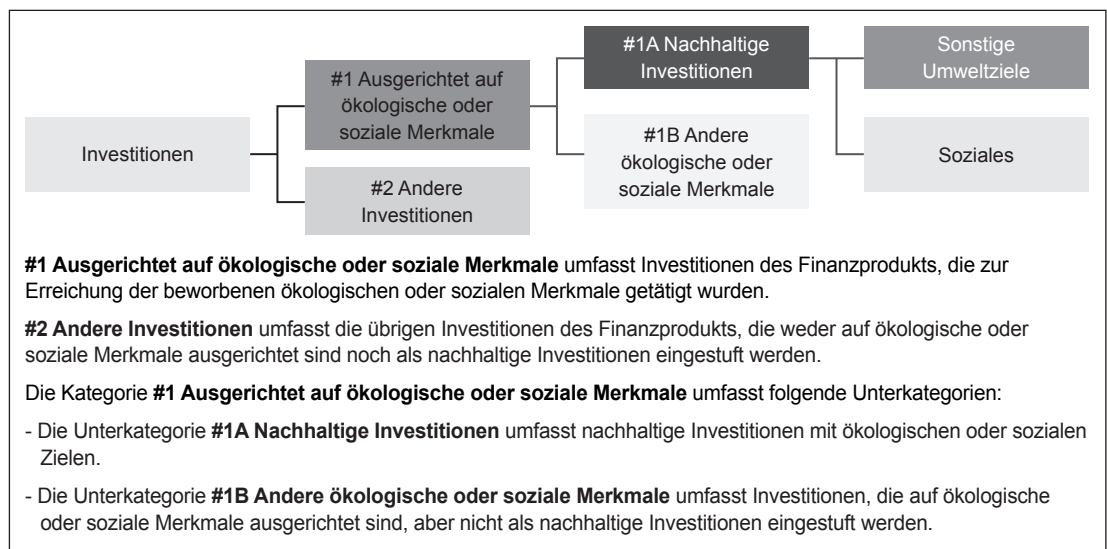 #1A Nachhaltige
Investitionen
Sonstige
Umweltziele
#1 Ausgerichtet auf
ökologische oder
soziale Merkmale
Investitionen
#1B Andere
ökologische oder
soziale Merkmale
Soziales
#2 Andere
Investitionen
#1 Ausgerichtet auf ökologische oder soziale Merkmale umfasst Investitionen des Finanzprodukts, die zur
Erreichung der beworbenen ökologischen oder sozialen Merkmale getätigt wurden.
#2 Andere Investitionen umfasst die übrigen Investitionen des Finanzprodukts, die weder auf ökologische oder
soziale Merkmale ausgerichtet sind noch als nachhaltige Investitionen eingestuft werden.
Die Kategorie #1 Ausgerichtet auf ökologische oder soziale Merkmale umfasst folgende Unterkategorien:
- Die Unterkategorie #1A Nachhaltige Investitionen umfasst nachhaltige Investitionen mit ökologischen oder sozialen
Zielen.
- Die Unterkategorie #1B Andere ökologische oder soziale Merkmale umfasst Investitionen, die auf ökologische
oder soziale Merkmale ausgerichtet sind, aber nicht als nachhaltige Investitionen eingestuft werden.